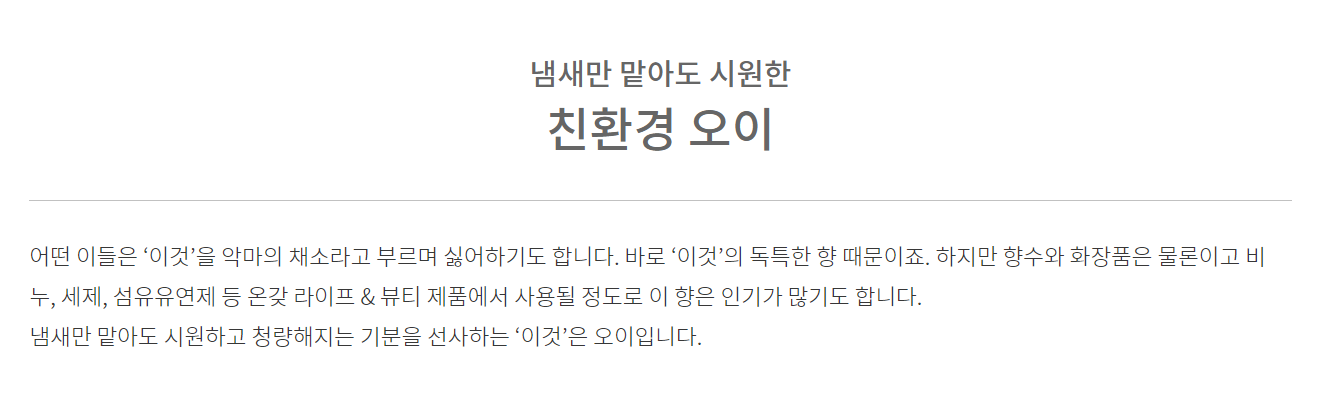 냄새만 맡아도 시원한
친환경 오이
어떤 이들은 ‘이것’을 악마의 채소라고 부르며 싫어하기도 합니다. 바로 ‘이것’의 독특한 향 때문이죠. 하지만 향수와 화장품은 물론이고 비
누, 세제, 섬유유연제 등 온갖 라이프 & 뷰티 제품에서 사용될 정도로 이 향은 인기가 많기도 합니다.
냄새만 맡아도 시원하고 청량해지는 기분을 선사하는 ‘이것’은 오이입니다.